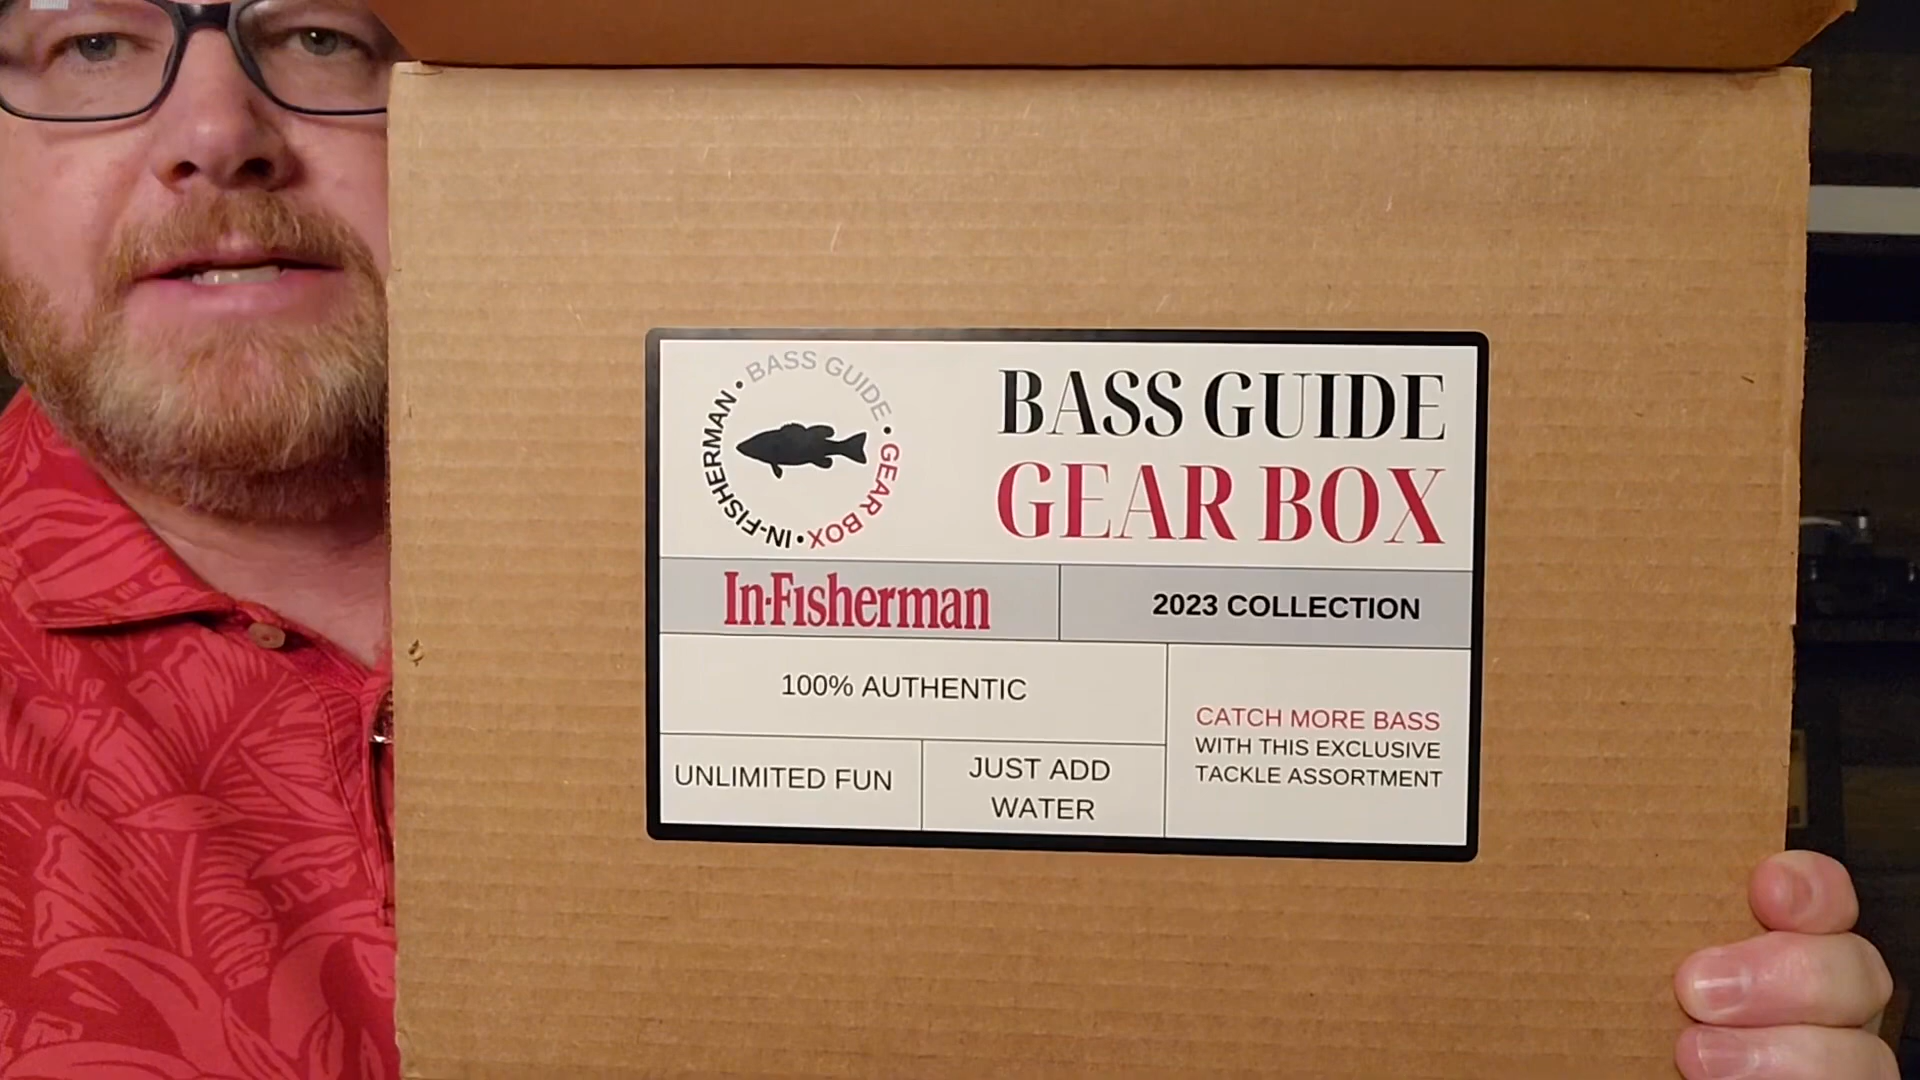 IN-FISHERMAN • BASS GUIDE • GEAR BOX •
BASS GUIDE
GEAR BOX
In-Fisherman
2023 COLLECTION
100% AUTHENTIC
UNLIMITED FUN
JUST ADD
WATER
CATCH MORE BASS
WITH THIS EXCLUSIVE
TACKLE ASSORTMENT